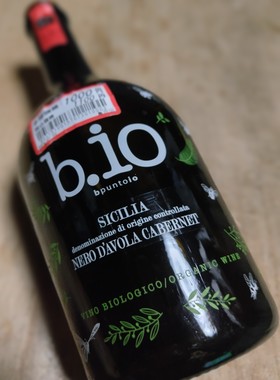 b.io
bpuntoio
SICILIA
denominazione di origine controllata
NERO D'AVOLA CABERNET
VINO BIOLOGICO/ORGANIC WINE